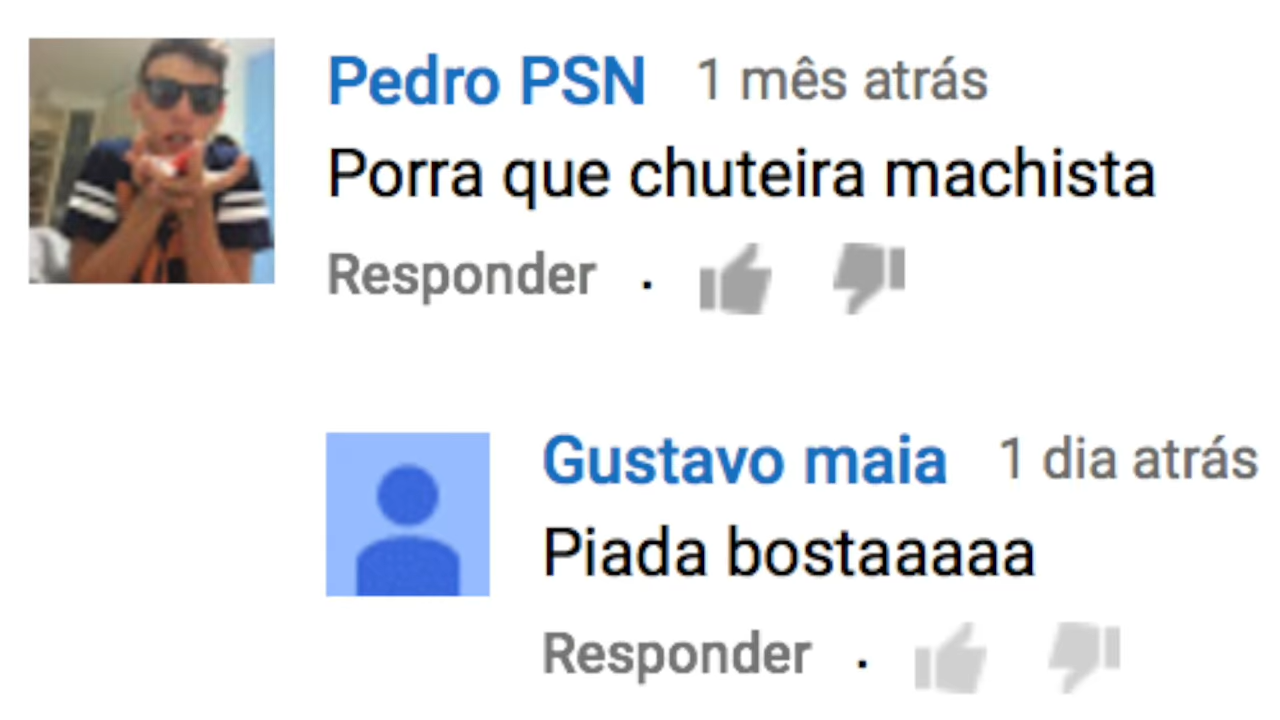 Pedro PSN 1 mês atrás
Porra que chuteira machista
Responder .
Gustavo maia 1 dia atrás
Piada bostaaaaa
Responder .